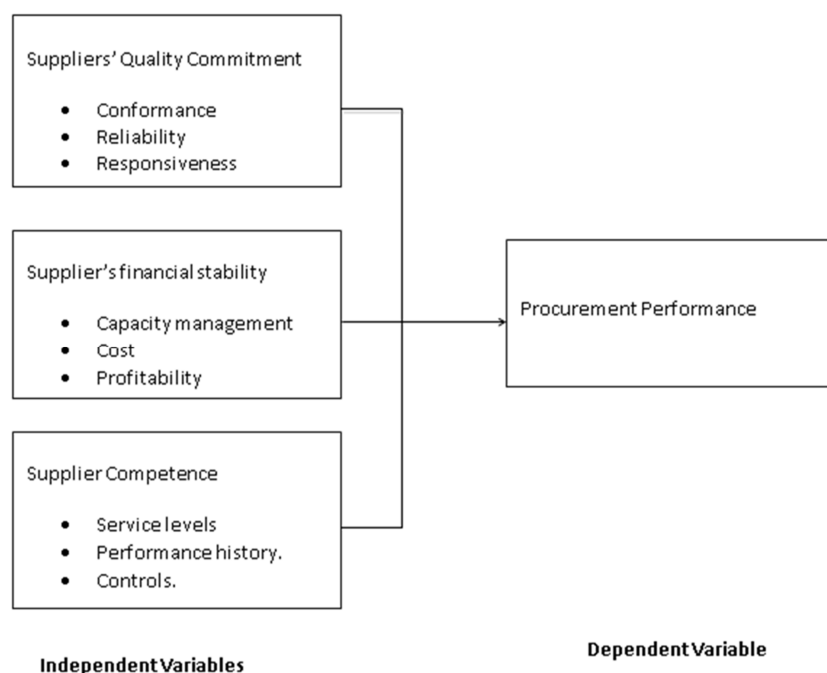 Suppliers’ Quality Commitment
• Conformance
• Reliability
• Responsiveness
Supplier’s financial stability
• Capacity management
• Cost
• Profitability
Supplier Competence
• Service levels
• Performance history.
• Controls.
Procurement Performance
Independent Variables
Dependent Variable